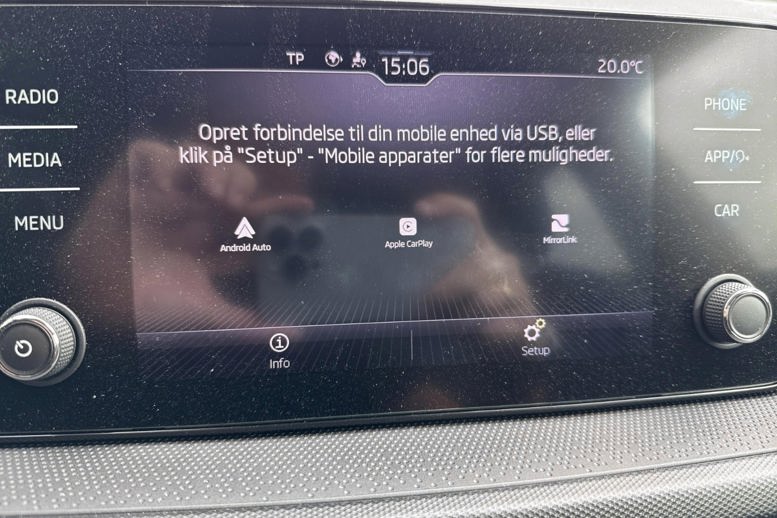 TP 15:06 20.0°C
RADIO
MEDIA
MENU
Opret forbindelse til din mobile enhed via USB, eller
klik på "Setup" - "Mobile apparater" for flere muligheder.
Android Auto
Apple CarPlay
MirrorLink
Info
Setup
PHONE
APP/
CAR